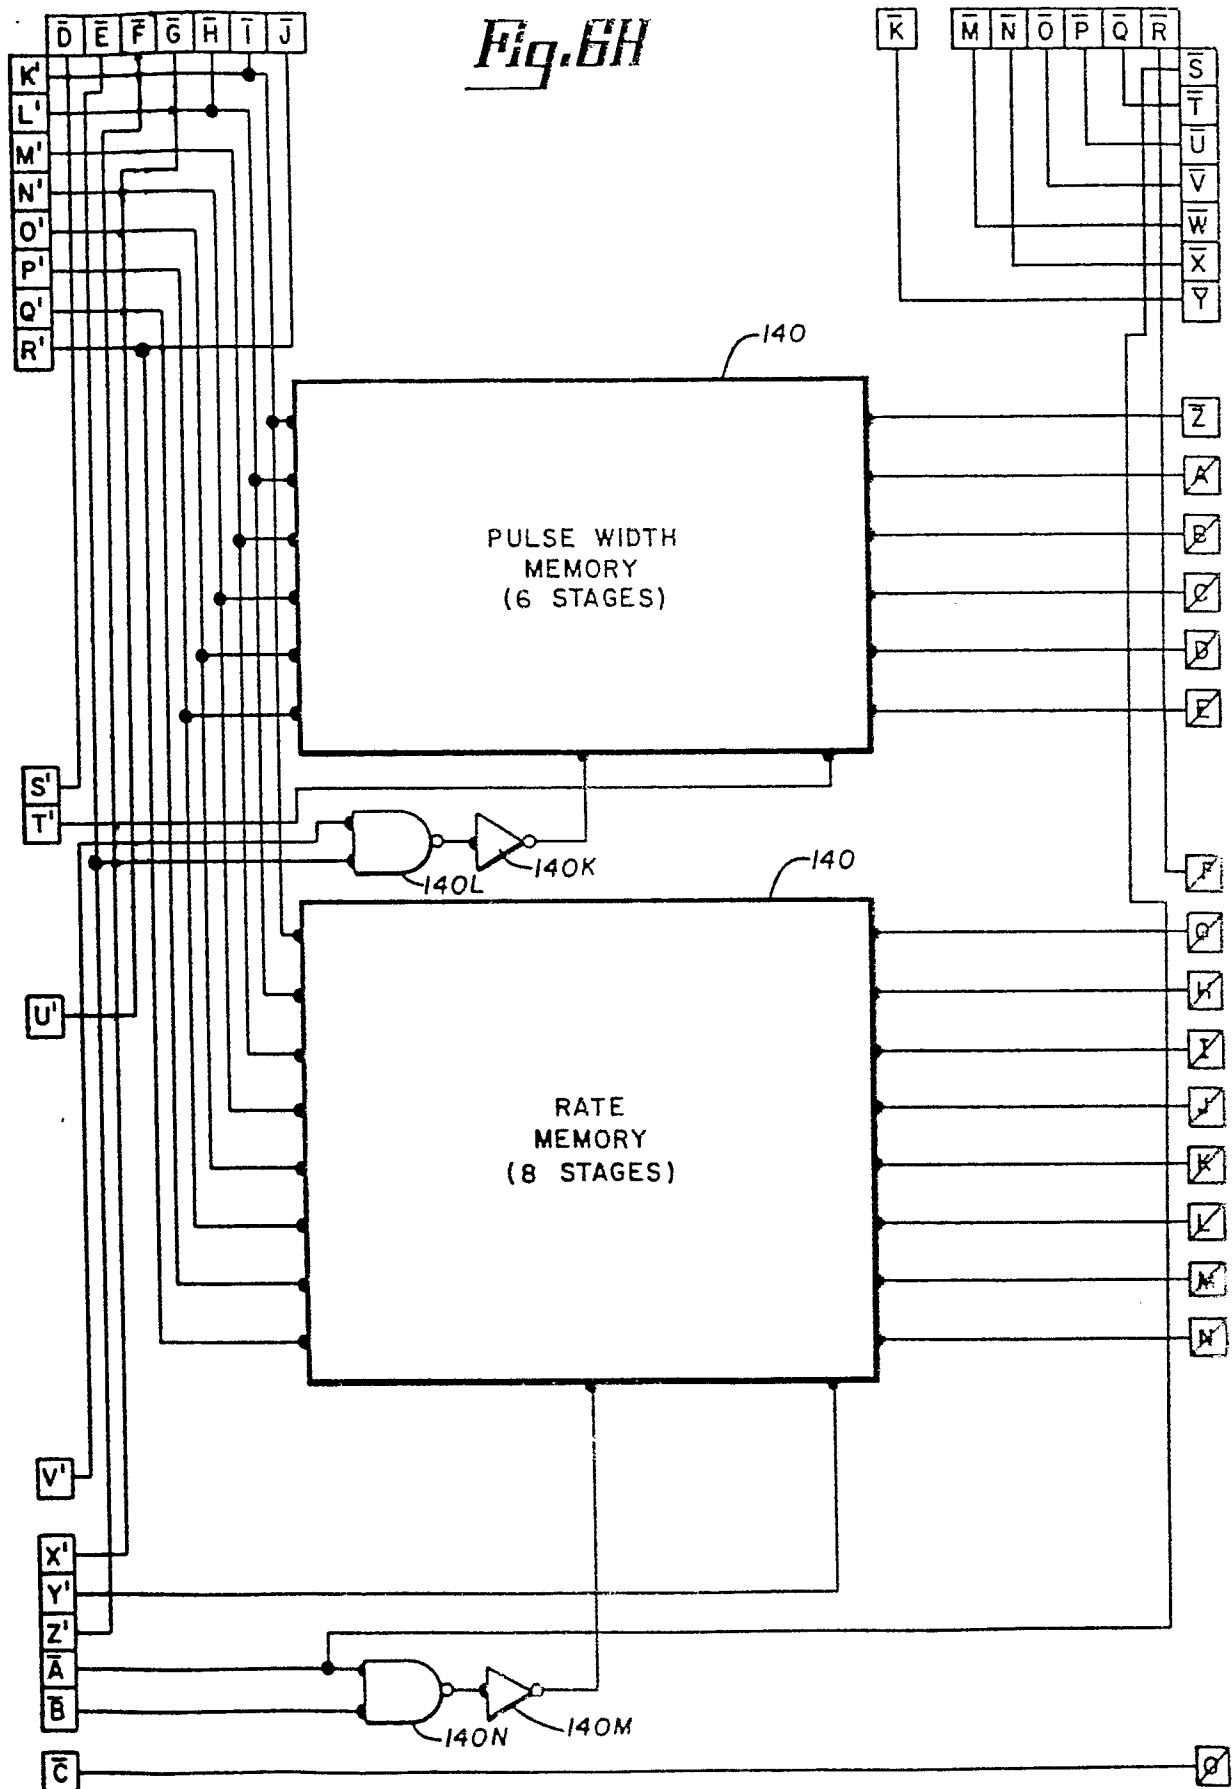 D̅ E̅ F̅ G̅ H̅ I̅ J̅
Fig. 6H
K̅
M̅ N̅ O̅ P̅ Q̅ R̅
K'
L'
M'
N'
O'
P'
Q'
R'
S̅
T̅
U̅
V̅
W̅
X̅
Y̅
140
PULSE WIDTH
MEMORY
(6 STAGES)
Z̅
A̸
B̸
C̸
D̸
E̸
S'
T'
140L
140K
140
F̸
G̸
U'
RATE
MEMORY
(8 STAGES)
H̸
I̸
J̸
K̸
L̸
M̸
N̸
V'
X'
Y'
Z'
A̅
B̅
140N
140M
C̅
O̸